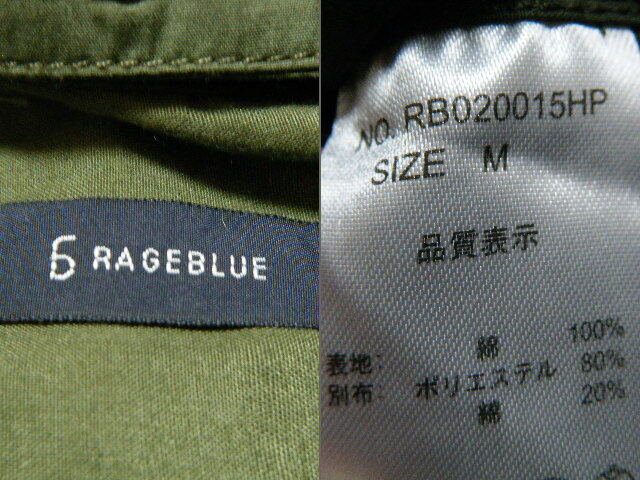 RAGEBLUE
NO. RB020015HP
SIZE M
品質表示
表地: 綿 100%
別布: ポリエステル 80%
綿 20%